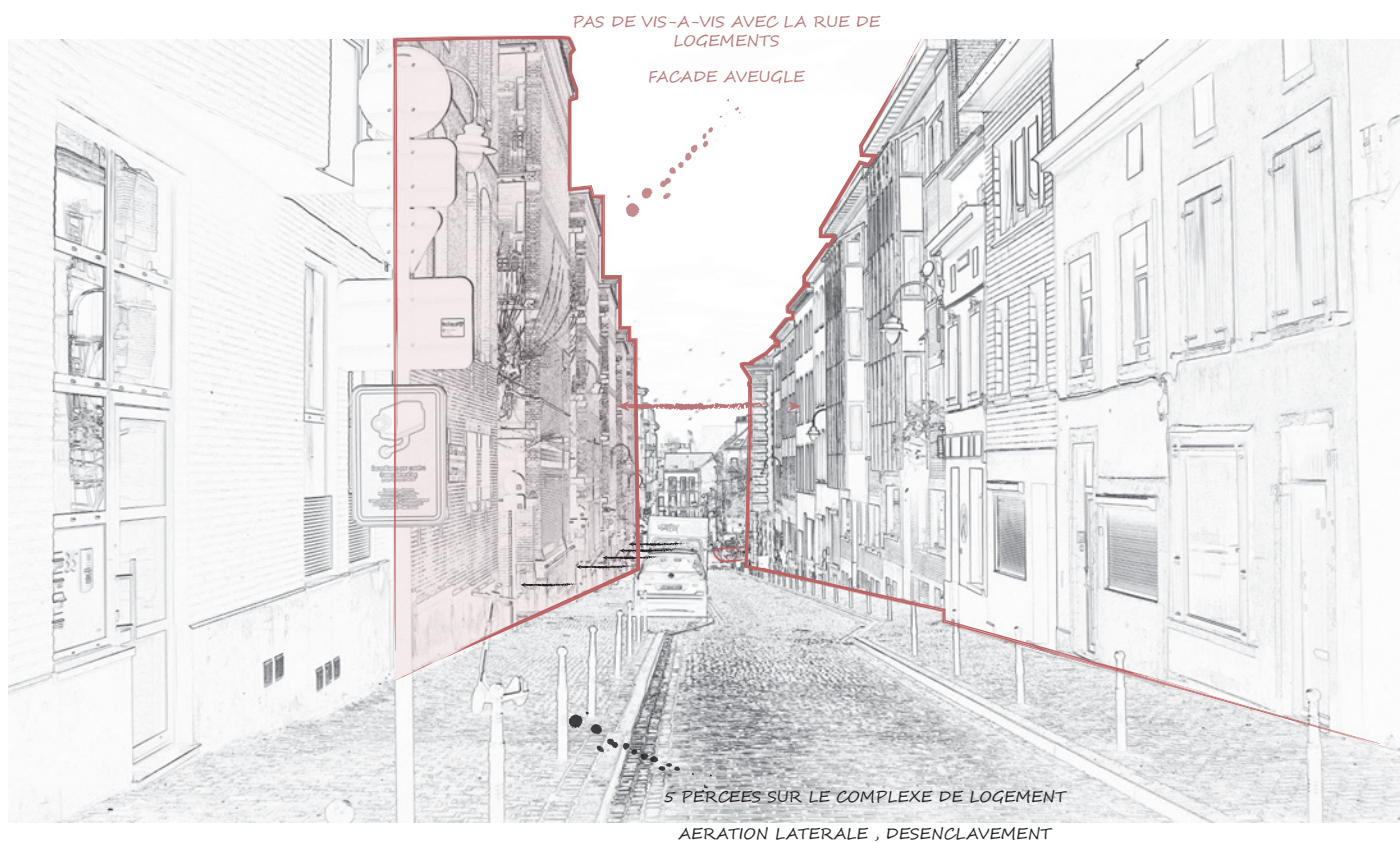 PAS DE VIS-A-VIS AVEC LA RUE DE
LOGEMENTS
FACADE AVEUGLE
5 PERCEES SUR LE COMPLEXE DE LOGEMENT
AERATION LATERALE , DESENCLAVEMENT